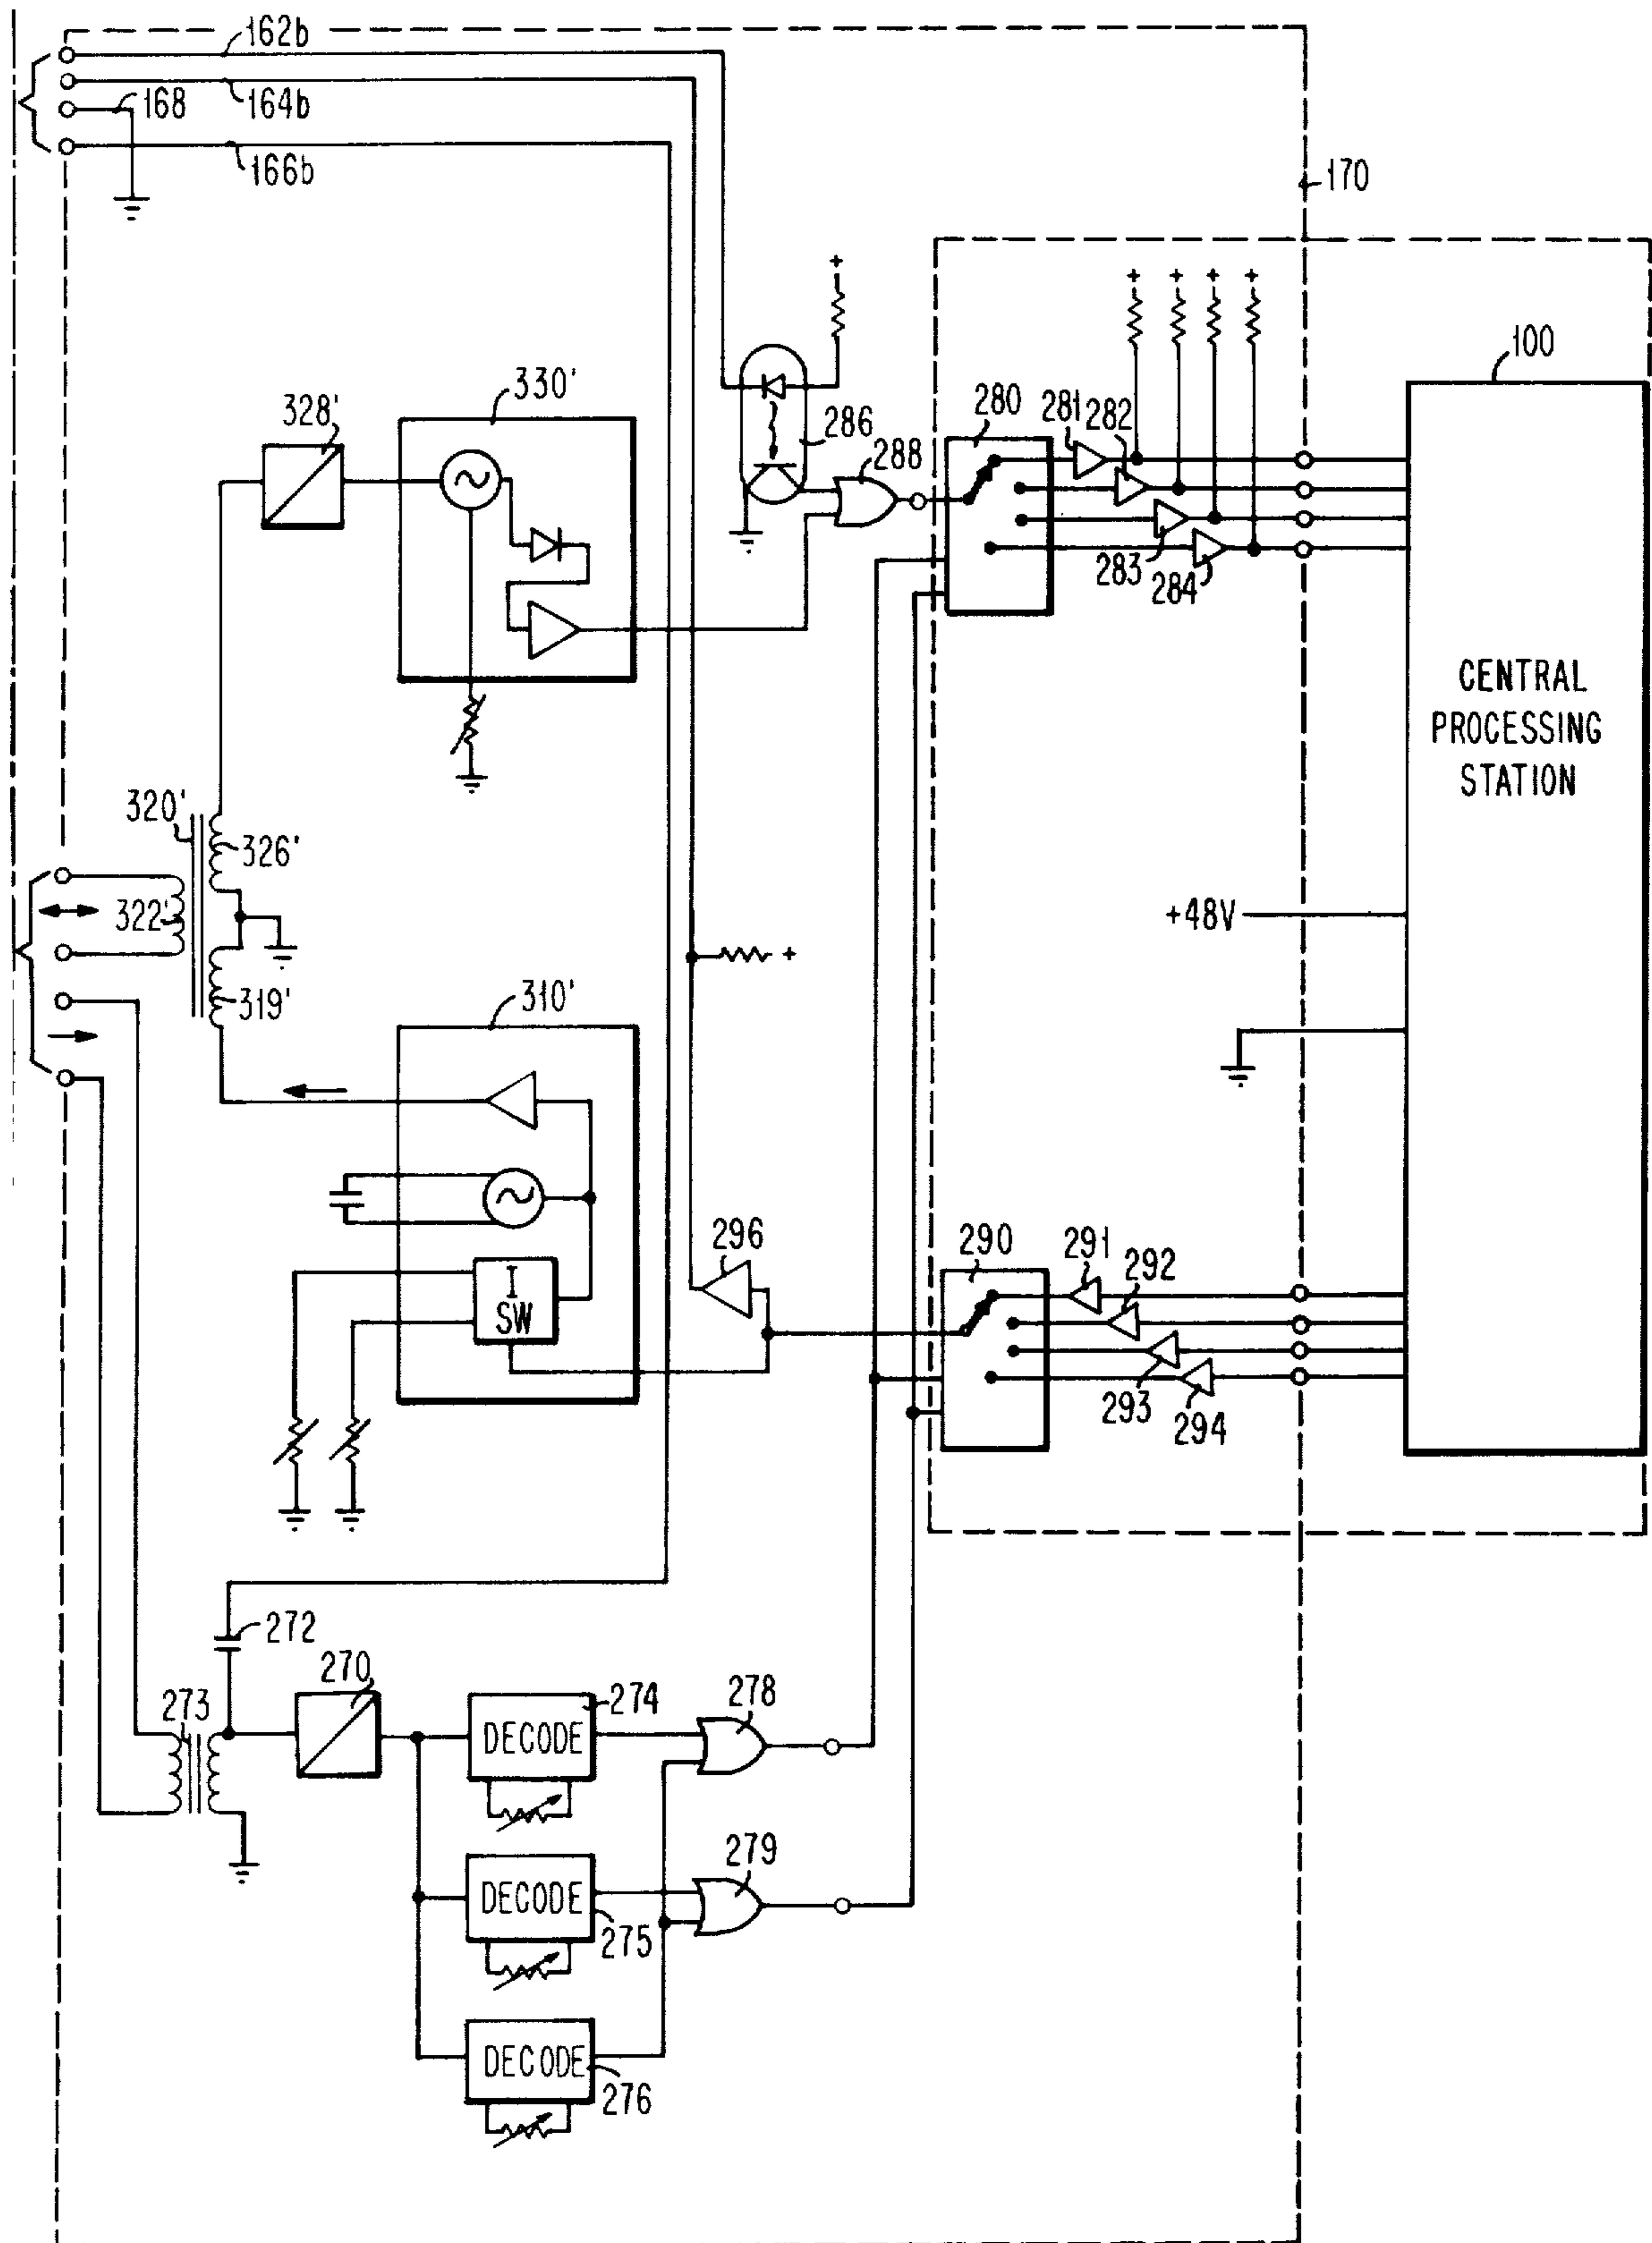 162b
164b
168
166b
170
+
+ + + +
100
330'
328'
286
280
281
282
288
283
284
CENTRAL
PROCESSING
STATION
320'
326'
322'
+48V
319'
+
310'
296
290
291
292
I
SW
293
294
272
270
273
274
278
DECODE
279
DECODE
275
DECODE
276